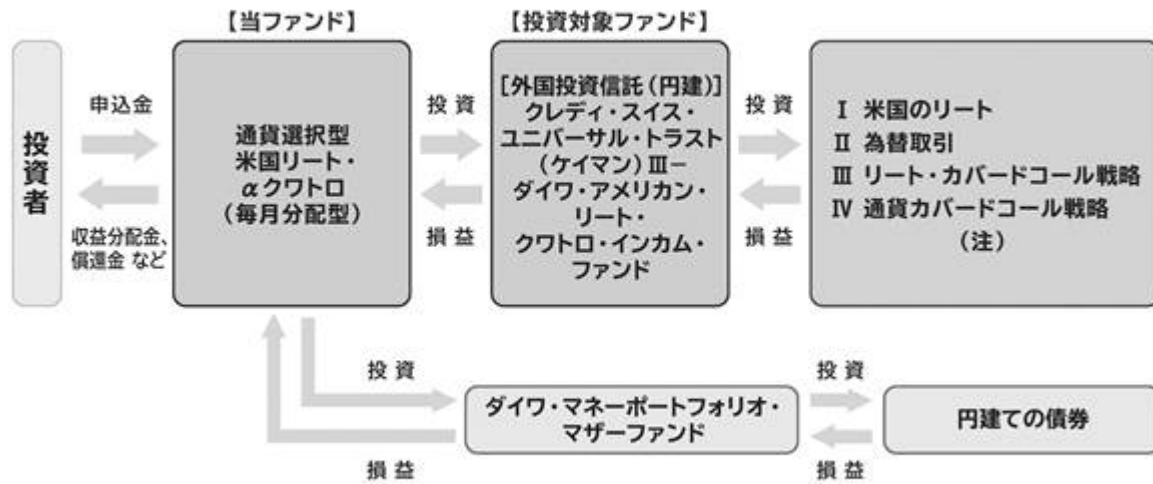 【当ファンド】
【投資対象ファンド】
投資者
申込金
収益分配金、
償還金 など
通貨選択型
米国リート・
αクワトロ
（毎月分配型）
投 資
損 益
［外国投資信託（円建）］
クレディ・スイス・
ユニバーサル・トラスト
（ケイマン）Ⅲ－
ダイワ・アメリカン・
リート・
クワトロ・インカム・
ファンド
投 資
損 益
Ⅰ 米国のリート
Ⅱ 為替取引
Ⅲ リート・カバードコール戦略
Ⅳ 通貨カバードコール戦略
（注）
投 資
損 益
ダイワ・マネーポートフォリオ・
マザーファンド
投 資
損 益
円建ての債券